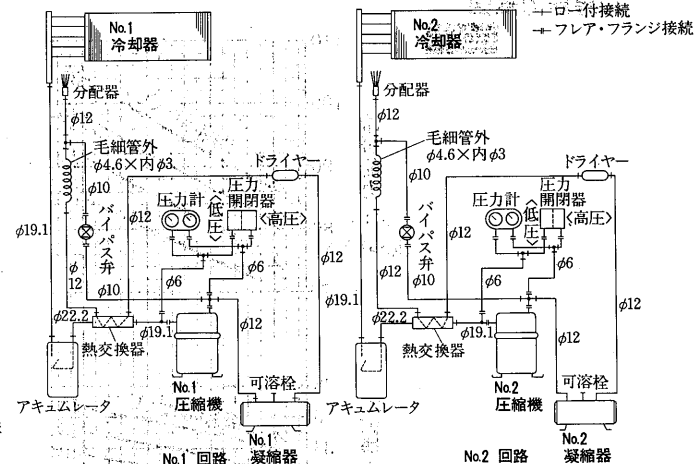 No.1
冷却器
分配器
φ12
毛細管外
φ4.6×内φ3
φ10
ドライヤー
圧力計
〈低圧〉
圧力
開閉器
〈高圧〉
φ12
バイパス弁
φ19.1
φ12
φ12
φ10
φ6
φ6
φ22.2
φ19.1
φ12
熱交換器
アキュムレータ
No.1
圧縮機
可溶栓
No.1 回路
No.1
凝縮器
No.2
冷却器
ロー付接続
フレア・フランジ接続
分配器
φ12
毛細管外
φ4.6×内φ3
φ10
ドライヤー
圧力計
〈低圧〉
圧力
開閉器
〈高圧〉
φ12
バイパス弁
φ12
φ10
φ6
φ6
φ19.1
φ12
φ22.2
φ19.1
φ12
熱交換器
アキュムレータ
No.2
圧縮機
可溶栓
No.2 回路
No.2
凝縮器